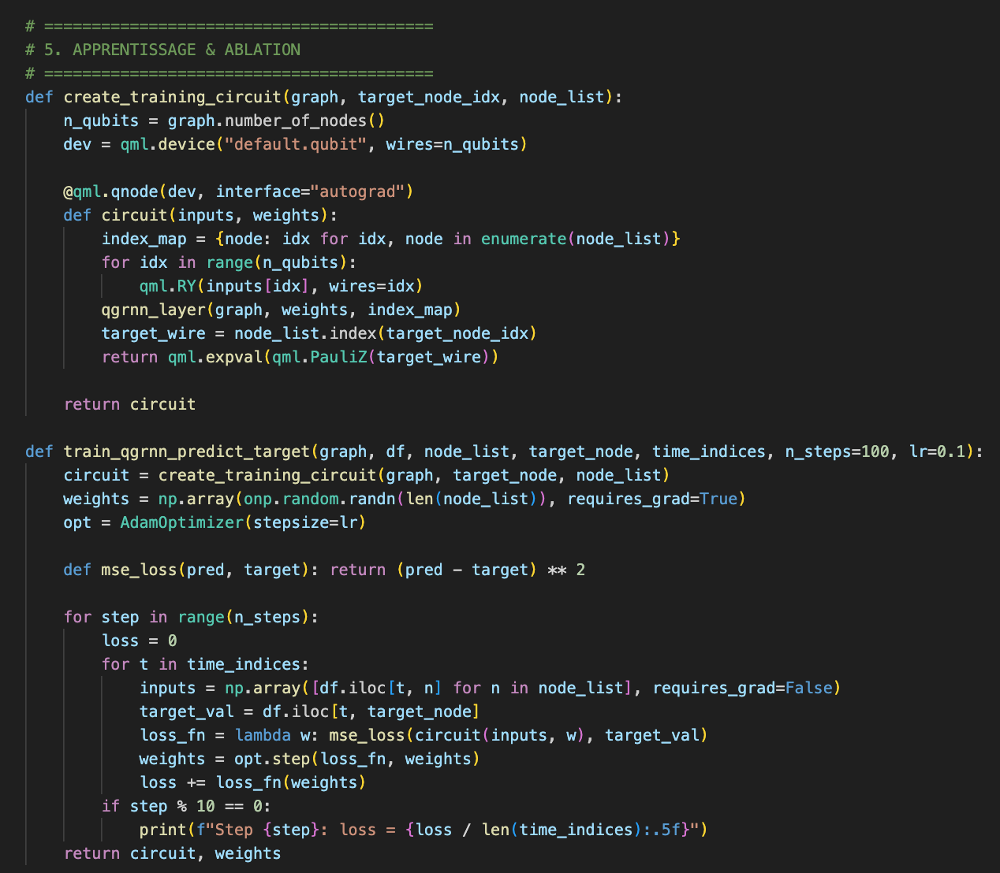 # =========================================
# 5. APPRENTISSAGE & ABLATION
# =========================================
def create_training_circuit(graph, target_node_idx, node_list):
    n_qubits = graph.number_of_nodes()
    dev = qml.device("default.qubit", wires=n_qubits)

    @qml.qnode(dev, interface="autograd")
    def circuit(inputs, weights):
        index_map = {node: idx for idx, node in enumerate(node_list)}
        for idx in range(n_qubits):
            qml.RY(inputs[idx], wires=idx)
        qgrnn_layer(graph, weights, index_map)
        target_wire = node_list.index(target_node_idx)
        return qml.expval(qml.PauliZ(target_wire))

    return circuit

def train_qgrnn_predict_target(graph, df, node_list, target_node, time_indices, n_steps=100, lr=0.1):
    circuit = create_training_circuit(graph, target_node, node_list)
    weights = np.array(onp.random.randn(len(node_list)), requires_grad=True)
    opt = AdamOptimizer(stepsize=lr)

    def mse_loss(pred, target): return (pred - target) ** 2

    for step in range(n_steps):
        loss = 0
        for t in time_indices:
            inputs = np.array([df.iloc[t, n] for n in node_list], requires_grad=False)
            target_val = df.iloc[t, target_node]
            loss_fn = lambda w: mse_loss(circuit(inputs, w), target_val)
            weights = opt.step(loss_fn, weights)
            loss += loss_fn(weights)
        if step % 10 == 0:
            print(f"Step {step}: loss = {loss / len(time_indices):.5f}")
    return circuit, weights